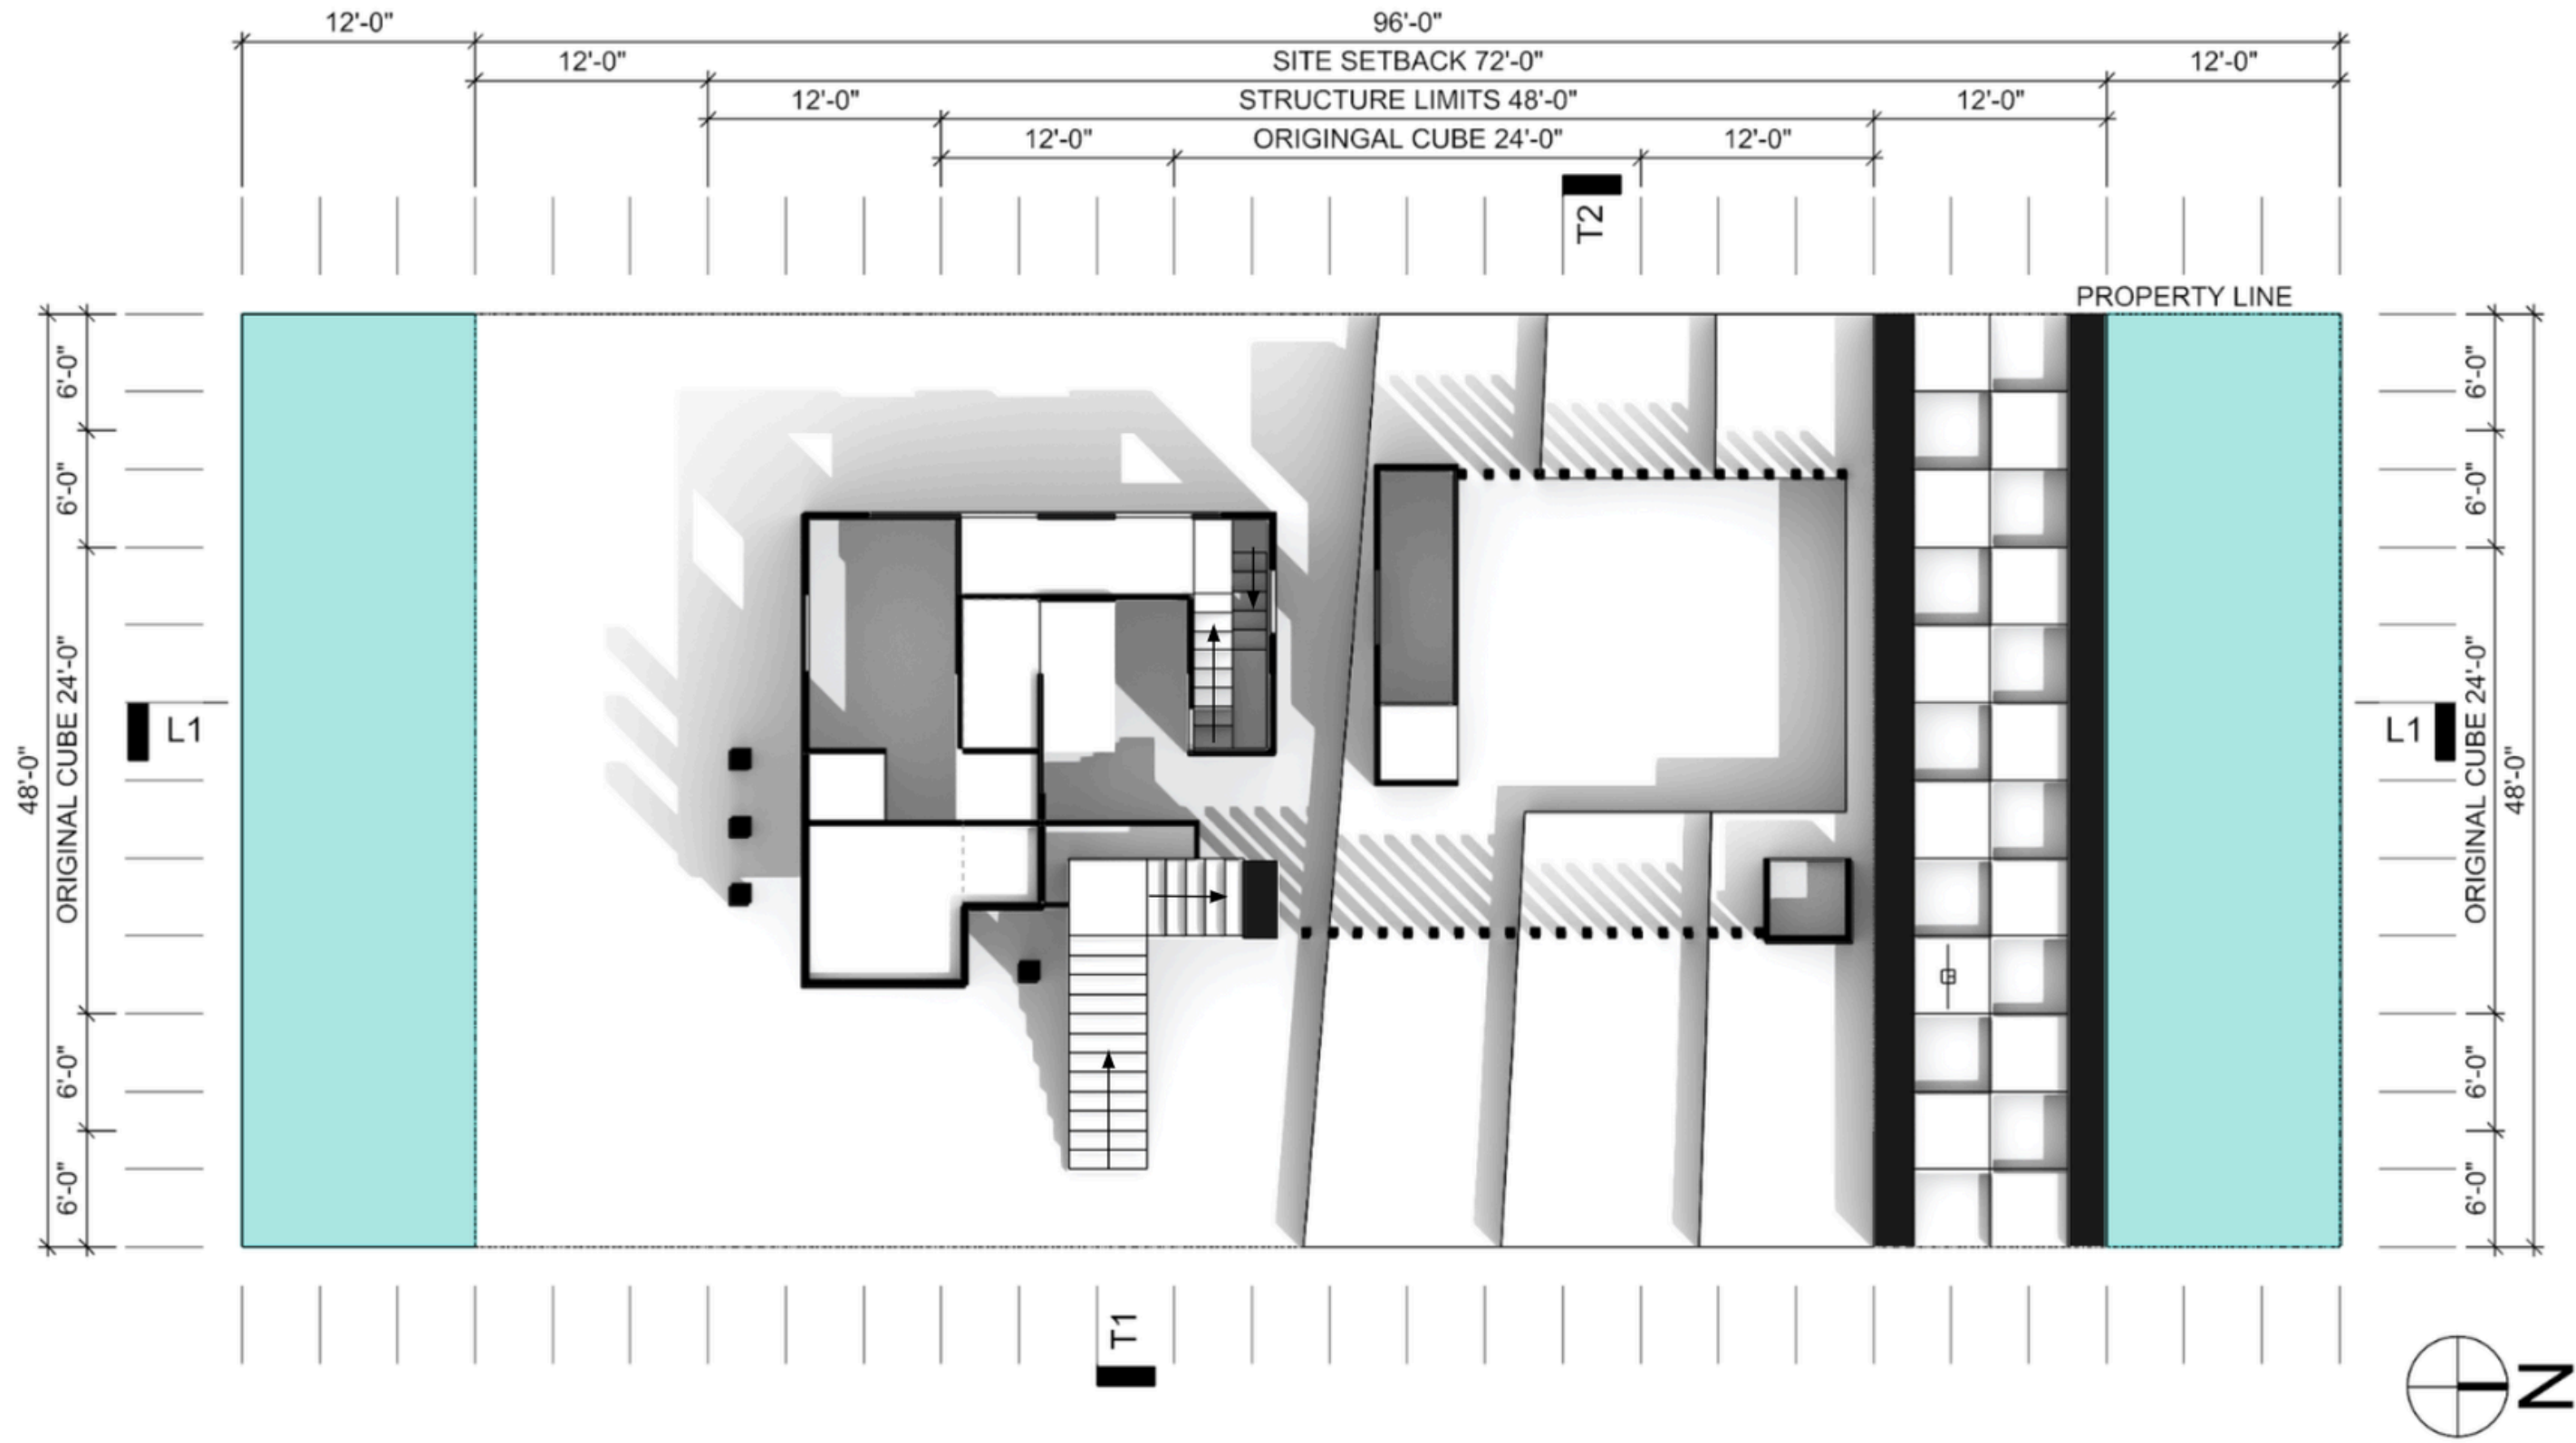 12'-0" 96'-0"
12'-0" SITE SETBACK 72'-0" 12'-0"
12'-0" STRUCTURE LIMITS 48'-0" 12'-0"
12'-0" ORIGINGAL CUBE 24'-0" 12'-0"
T2
PROPERTY LINE
48'-0"
6'-0"
6'-0"
ORIGINAL CUBE 24'-0"
6'-0"
6'-0"
L1
L1
6'-0"
6'-0"
ORIGINAL CUBE 24'-0"
6'-0"
6'-0"
48'-0"
T1
N